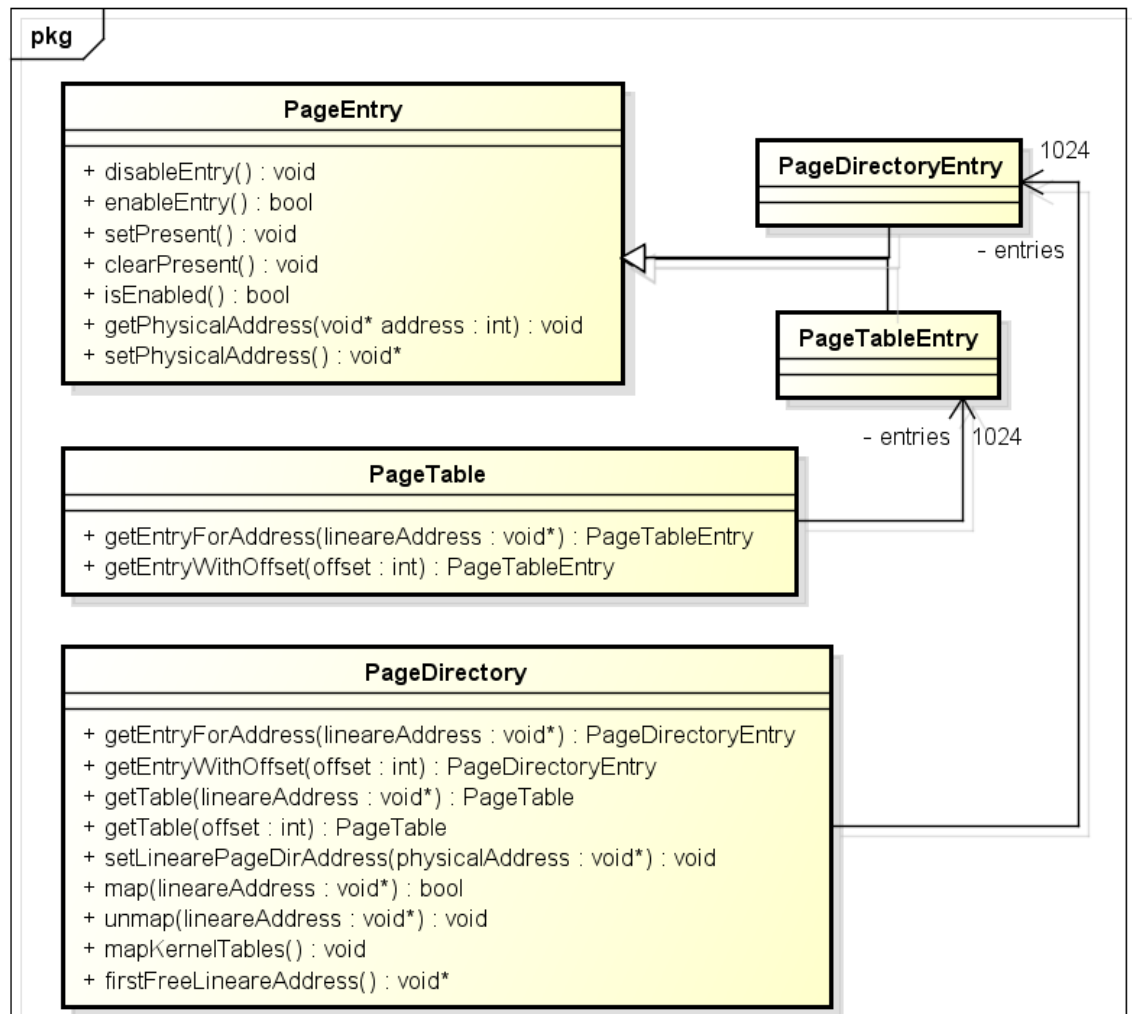 pkg
PageEntry
+ disableEntry() : void
+ enableEntry() : bool
+ setPresent() : void
+ clearPresent() : void
+ isEnabled() : bool
+ getPhysicalAddress(void* address : int) : void
+ setPhysicalAddress() : void*
PageDirectoryEntry
1024
- entries
PageTableEntry
- entries
1024
PageTable
+ getEntryForAddress(lineareAddress : void*) : PageTableEntry
+ getEntryWithOffset(offset : int) : PageTableEntry
PageDirectory
+ getEntryForAddress(lineareAddress : void*) : PageDirectoryEntry
+ getEntryWithOffset(offset : int) : PageDirectoryEntry
+ getTable(lineareAddress : void*) : PageTable
+ getTable(offset : int) : PageTable
+ setLinearePageDirAddress(physicalAddress : void*) : void
+ map(lineareAddress : void*) : bool
+ unmap(lineareAddress : void*) : void
+ mapKernelTables() : void
+ firstFreeLineareAddress() : void*